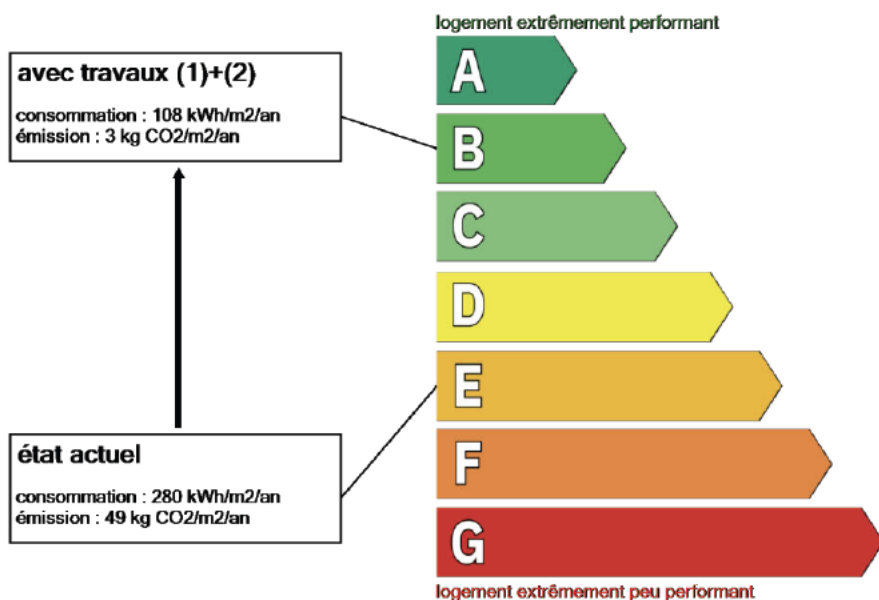 logement extrêmement performant
avec travaux (1)+(2)
consommation : 108 kWh/m2/an
émission : 3 kg CO2/m2/an
A
B
C
D
E
F
G
état actuel
consommation : 280 kWh/m2/an
émission : 49 kg CO2/m2/an
logement extrêmement peu performant